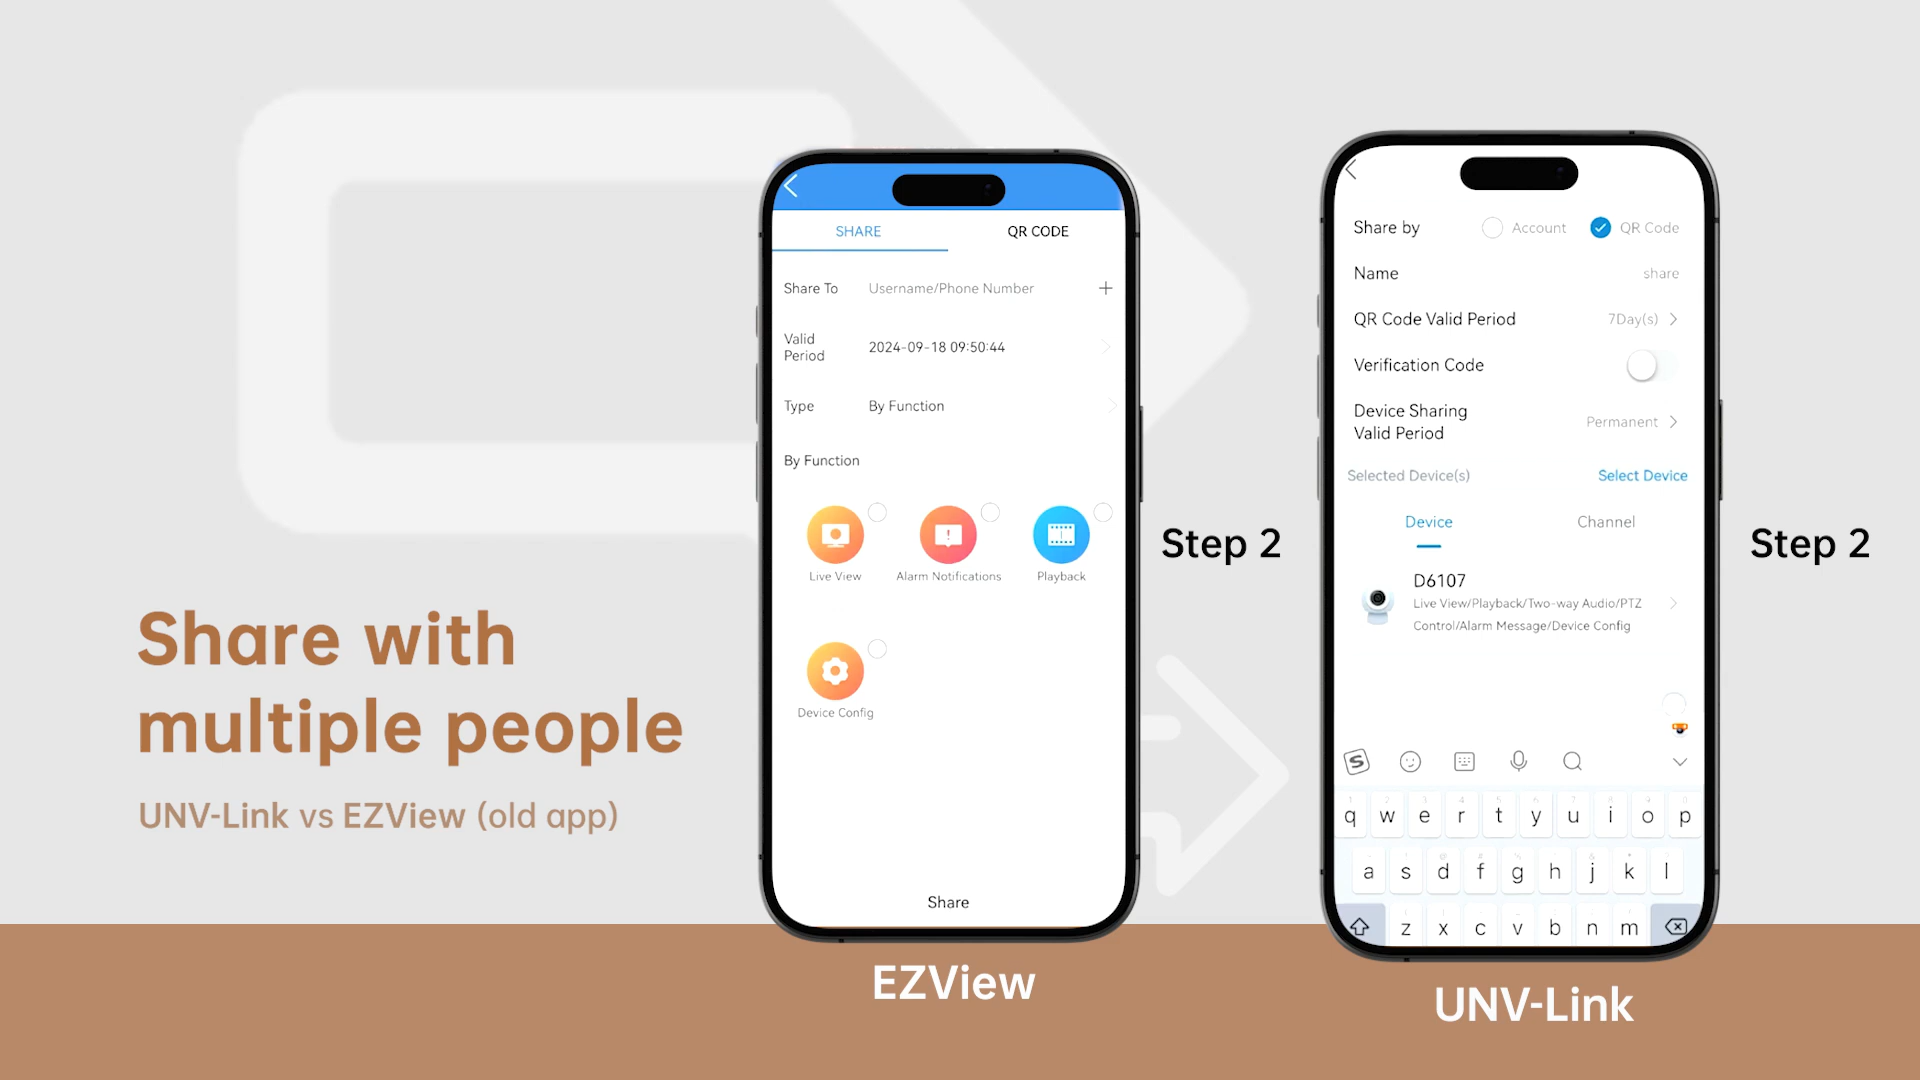 Share with
multiple people
UNV-Link vs EZView (old app)
SHARE QR CODE
Share To Username/Phone Number +
Valid
Period 2024-09-18 09:50:44
Type By Function
By Function
Live View Alarm Notifications Playback
Device Config
Share
EZView
Step 2
Share by Account QR Code
Name share
QR Code Valid Period 7Day(s)
Verification Code
Device Sharing
Valid Period Permanent
Selected Device(s) Select Device
Device Channel
D6107
Live View/Playback/Two-way Audio/PTZ
Control/Alarm Message/Device Config
q w e r t y u i o p
a s d f g h j k l
z x c v b n m
UNV-Link
Step 2